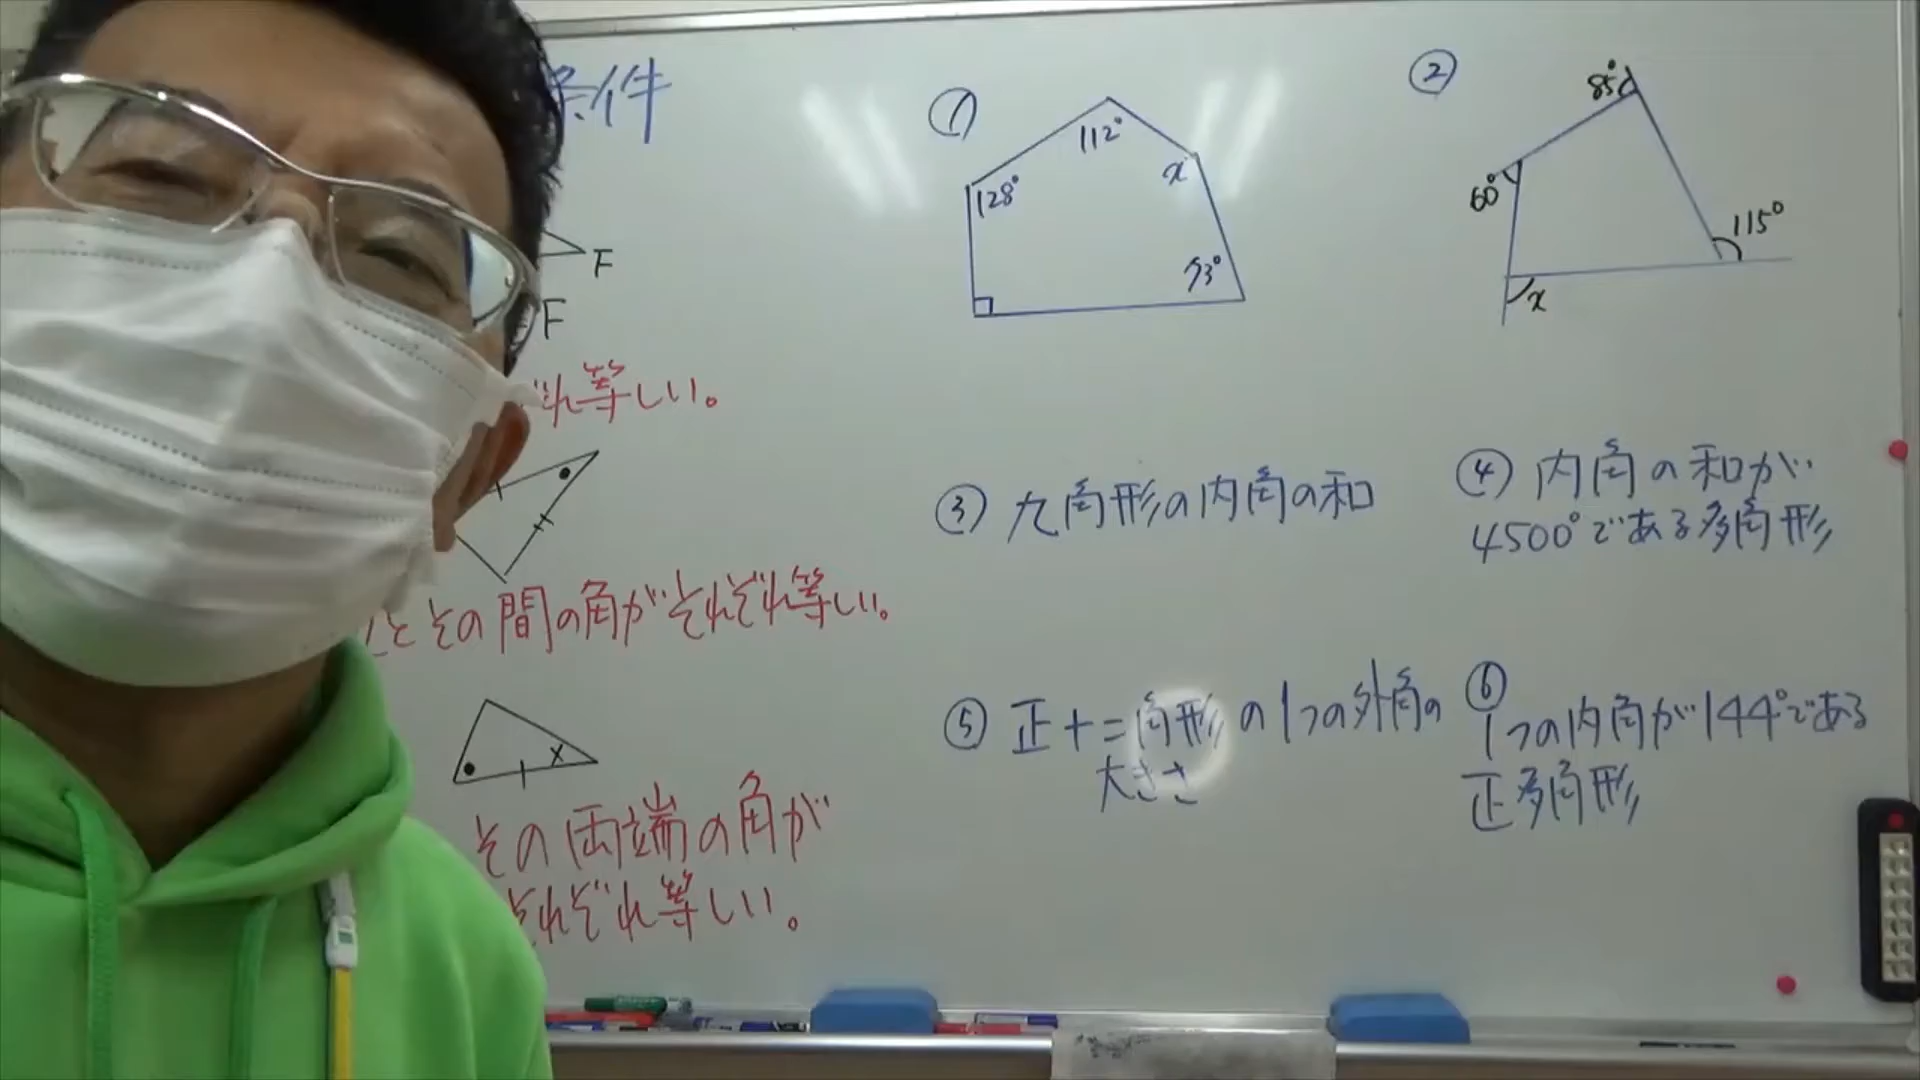 条件
F
F
ぞれ等しい。
辺とその間の角がそれぞれ等しい。
x
その両端の角が
それぞれ等しい。
①
112°
x
128°
93°
②
85°
60°
115°
x
③ 九角形の内角の和
④ 内角の和が
4500°である多角形
⑤ 正十二角形の1つの外角の
大きさ
⑥
1つの内角が144°である
正多角形